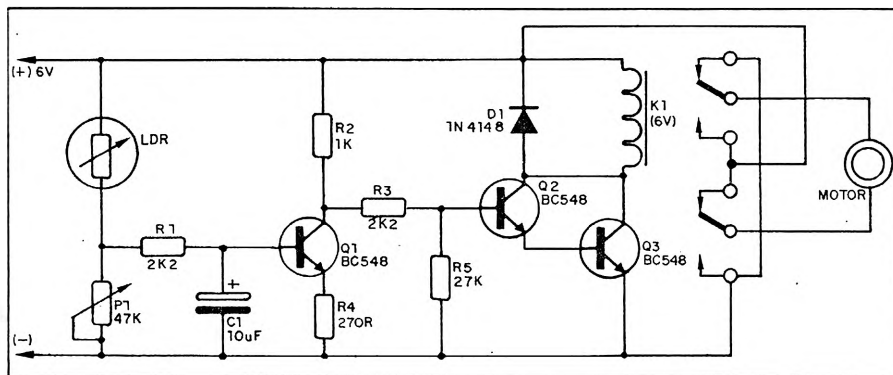 (+) 6V
LDR
R2
1K
D1
1N 4148
K1
(6V)
MOTOR
R3
2K2
Q2
BC548
R1
2K2
Q1
BC548
R5
27K
Q3
BC548
P1
47K
+
C1
10uF
R4
270R
(-)